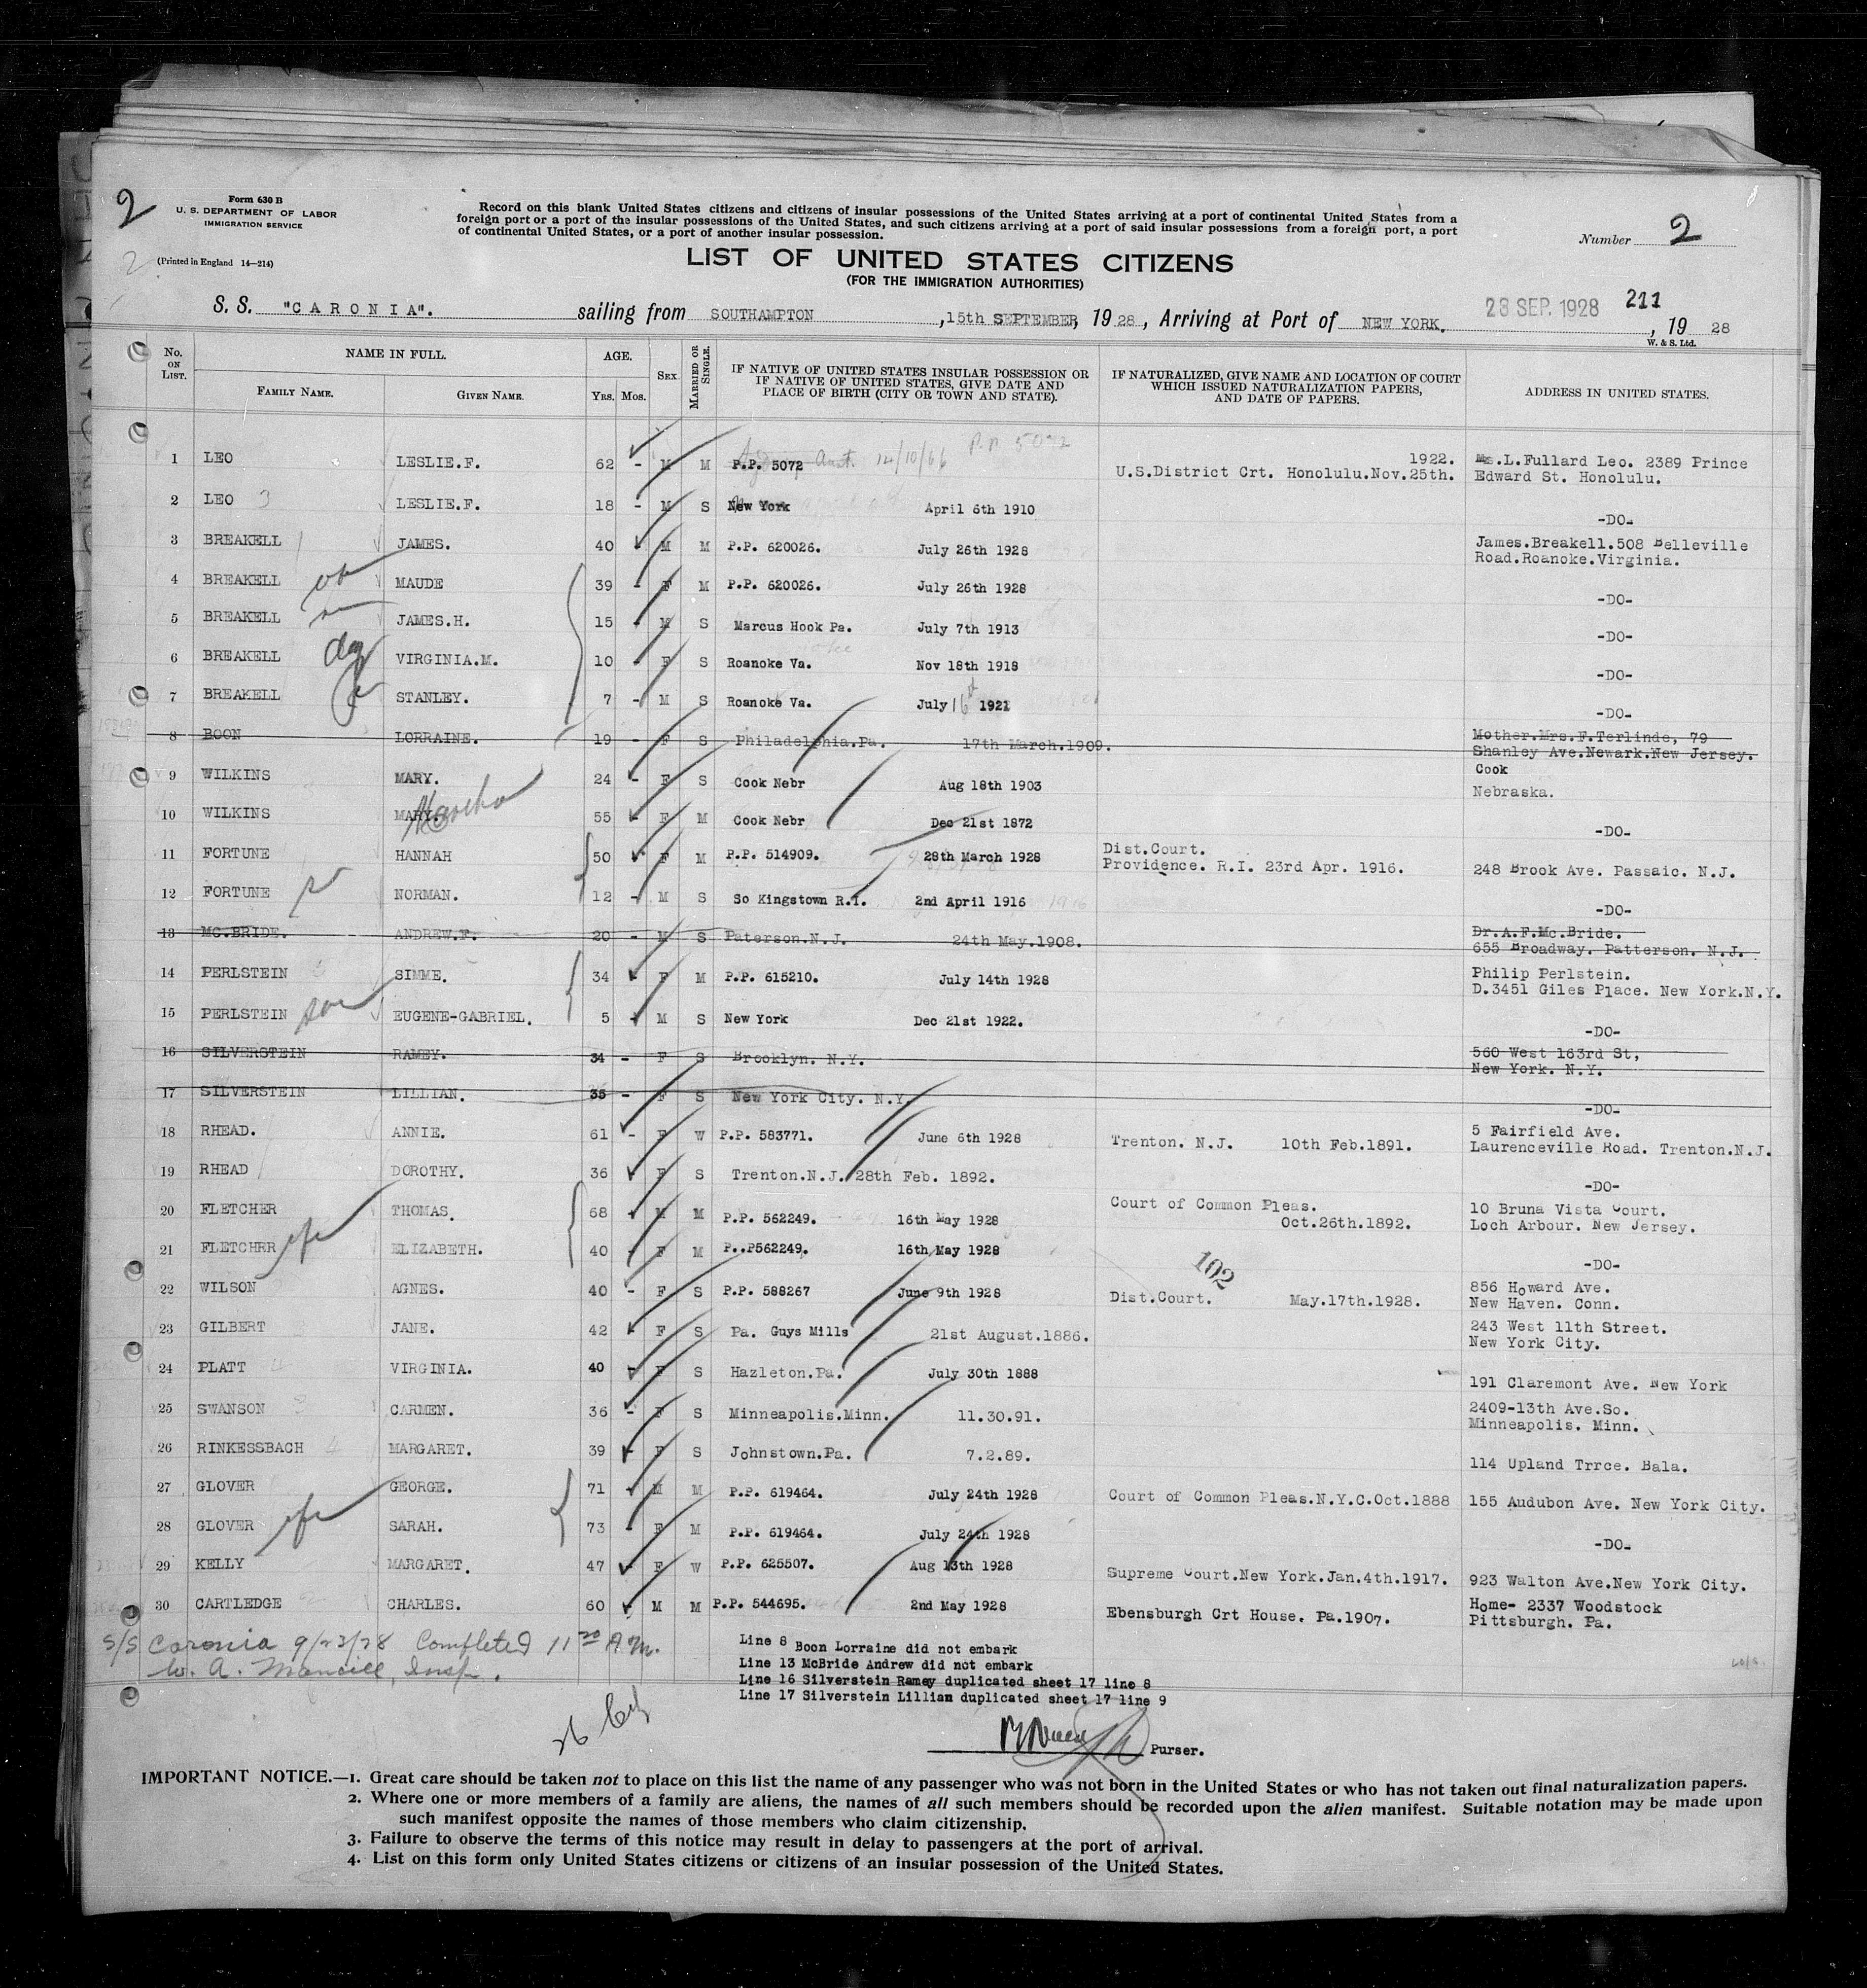 2
Form 630 B
U. S. DEPARTMENT OF LABOR
IMMIGRATION SERVICE
(Printed in England 14—214)
Record on this blank United States citizens and citizens of insular possessions of the United States arriving at a port of continental United States from a
foreign port or a port of the insular possessions of the United States, and such citizens arriving at a port of said insular possessions from a foreign port, a port
of continental United States, or a port of another insular possession.
Number 2
LIST OF UNITED STATES CITIZENS
(FOR THE IMMIGRATION AUTHORITIES)
S. S. "CARONIA". sailing from SOUTHAMPTON, 15th SEPTEMBER, 1928, Arriving at Port of NEW YORK. 23 SEP. 1928 211, 1928
W. & S. Ltd.
No. ON LIST. NAME IN FULL. FAMILY NAME. GIVEN NAME. AGE. Yrs. Mos. SEX MARRIED OR SINGLE. IF NATIVE OF UNITED STATES INSULAR POSSESSION OR IF NATIVE OF UNITED STATES, GIVE DATE AND PLACE OF BIRTH (CITY OR TOWN AND STATE). IF NATURALIZED, GIVE NAME AND LOCATION OF COURT WHICH ISSUED NATURALIZATION PAPERS, AND DATE OF PAPERS. ADDRESS IN UNITED STATES.
P.P. 5072
1 LEO LESLIE.F. 62 - M M P.P. 5072 Aust. 14/10/66 1922. U.S.District Crt. Honolulu.Nov.25th. L.Fullard Leo. 2389 Prince
Edward St. Honolulu.
2 LEO 3 LESLIE.F. 18 - M S New York April 6th 1910 -DO-
3 BREAKELL JAMES. 40 - M M P.P. 620026. July 26th 1928 James.Breakell.508 Belleville
Road.Roanoke.Virginia.
4 BREAKELL MAUDE 39 - F M P.P. 620026. July 26th 1928 -DO-
5 BREAKELL JAMES.H. 15 - M S Marcus Hook Pa. July 7th 1913 -DO-
6 BREAKELL VIRGINIA.M. 10 - F S Roanoke Va. Nov 18th 1918 -DO-
7 BREAKELL STANLEY. 7 - M S Roanoke Va. July 16 1921 -DO-
8 BOON LORRAINE. 19 - F S Philadelphia.Pa. 17th March.1909. Mother.Mrs.F.Terlinde, 79
Shanley Ave.Newark.New Jersey.
9 WILKINS MARY. 24 - F S Cook Nebr Aug 18th 1903 Cook
Nebraska.
10 WILKINS MARY. Martha 55 - F M Cook Nebr Dec 21st 1872 -DO-
11 FORTUNE HANNAH 50 - F M P.P. 514909. 28th March 1928 Dist.Court.
Providence. R.I. 23rd Apr. 1916. 248 Brook Ave. Passaic. N.J.
12 FORTUNE NORMAN. 12 - M S So Kingstown R.I. 2nd April 1916 -DO-
13 MC.BRIDE. ANDREW.F. 20 - M S Paterson.N.J. 24th May.1908. Dr.A.F.Mc.Bride.
655 Broadway. Patterson. N.J.
14 PERLSTEIN SIMME. 34 - F M P.P. 615210. July 14th 1928 Philip Perlstein.
D.3451 Giles Place. New York.N.Y.
15 PERLSTEIN son EUGENE-GABRIEL. 5 - M S New York Dec 21st 1922. -DO-
16 SILVERSTEIN RAMEY. 34 - F S Brooklyn. N.Y. 560 West 163rd St,
New York. N.Y.
17 SILVERSTEIN LILLIAN. 35 - F S New York City. N.Y. -DO-
18 RHEAD. ANNIE. 61 - F W P.P. 583771. June 6th 1928 Trenton. N.J. 10th Feb.1891. 5 Fairfield Ave.
Laurenceville Road. Trenton.N.J.
19 RHEAD DOROTHY. 36 - F S Trenton.N.J. 28th Feb. 1892. -DO-
20 FLETCHER THOMAS. 68 - M M P.P. 562249. 16th May 1928 Court of Common Pleas.
Oct.26th.1892. 10 Bruna Vista Court.
Loch Arbour. New Jersey.
21 FLETCHRR ELIZABETH. 40 - F M P..P562249. 16th May 1928 -DO-
102
22 WILSON AGNES. 40 - F S P.P. 588267 June 9th 1928 Dist.Court. May.17th.1928. 856 Howard Ave.
New Haven. Conn.
23 GILBERT JANE. 42 - F S Pa. Guys Mills 21st August.1886. 243 West 11th Street.
New York City.
24 PLATT VIRGINIA. 40 - F S Hazleton.Pa. July 30th 1888 191 Claremont Ave. New York
25 SWANSON CARMEN. 36 - F S Minneapolis.Minn. 11.30.91. 2409-13th Ave.So.
Minneapolis. Minn.
26 RINKESSBACH MARGARET. 39 - F S Johnstown.Pa. 7.2.89. 114 Upland Trrce. Bala.
27 GLOVER GEORGE. 71 - M M P.P. 619464. July 24th 1928 Court of Common Pleas.N.Y.C.Oct.1888 155 Audubon Ave. New York City.
28 GLOVER SARAH. 73 - F M P.P. 619464. July 24th 1928 -DO-
29 KELLY MARGARET. 47 - F W P.P. 625507. Aug 13th 1928 Supreme Court.New York.Jan.4th.1917. 923 Walton Ave.New York City.
30 CARTLEDGE CHARLES. 60 - M M P.P. 544695. 2nd May 1928 Ebensburgh Crt House. Pa.1907. Home- 2337 Woodstock
Pittsburgh. Pa.
S/S Caronia 9/23/28 Completed 11 20 A.M.
W. A. Insp.
Line 8 Boon Lorraine did not embark
Line 13 McBride Andrew did not embark
Line 16 Silverstein Ramey duplicated sheet 17 line 8
Line 17 Silverstein Lillian duplicated sheet 17 line 9
26
Purser.
IMPORTANT NOTICE.—1. Great care should be taken not to place on this list the name of any passenger who was not born in the United States or who has not taken out final naturalization papers.
2. Where one or more members of a family are aliens, the names of all such members should be recorded upon the alien manifest. Suitable notation may be made upon
such manifest opposite the names of those members who claim citizenship.
3. Failure to observe the terms of this notice may result in delay to passengers at the port of arrival.
4. List on this form only United States citizens or citizens of an insular possession of the United States.